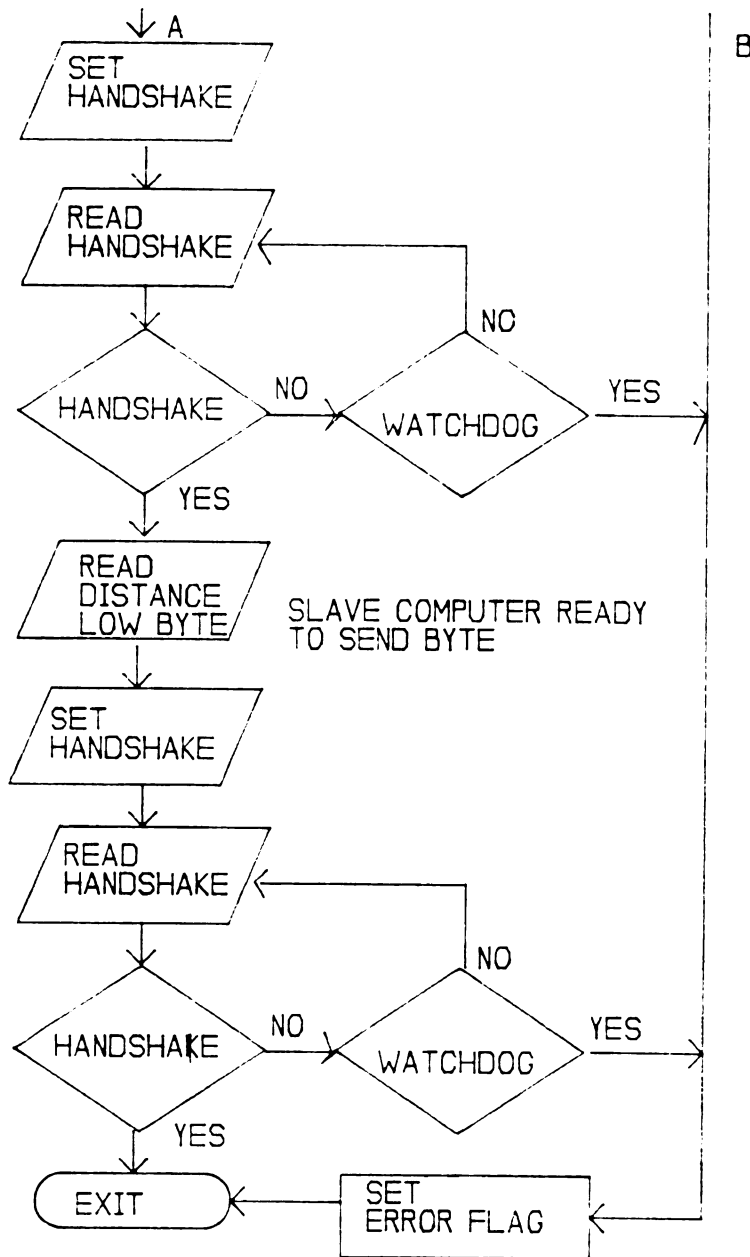 A
B
SET
HANDSHAKE
READ
HANDSHAKE
NO
HANDSHAKE
NO
WATCHDOG
YES
YES
READ
DISTANCE
LOW BYTE
SLAVE COMPUTER READY
TO SEND BYTE
SET
HANDSHAKE
READ
HANDSHAKE
NO
HANDSHAKE
NO
WATCHDOG
YES
YES
EXIT
SET
ERROR FLAG